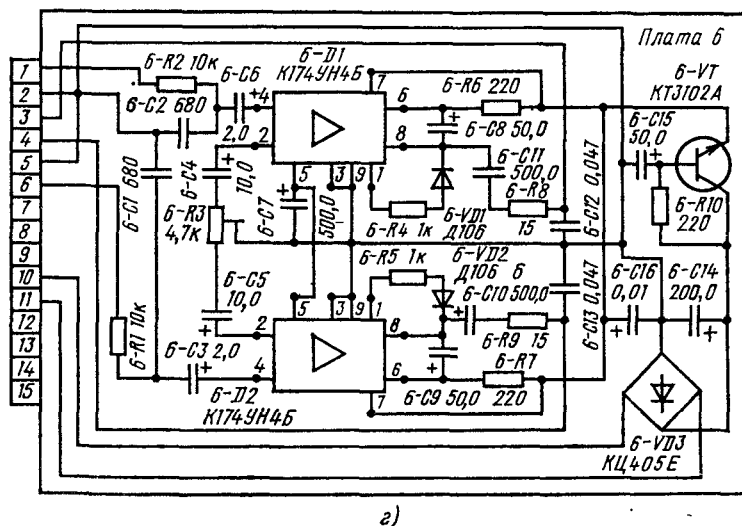 Плата 6
1
2
3
4
5
6
7
8
9
10
11
12
13
14
15
6-R2 10к
6-C2 680
6-C1 680
6-R1 10к
6-C6
2,0
6-C4
10,0
6-R3
4,7к
6-C5
10,0
6-C3 2,0
6-D1
К174УН4Б
4
2
7
6
8
5
3
9
1
6-C7
500,0
6-R4 1к
6-R5 1к
6-VD1
Д106
6-VD2
Д106
6-R6 220
6-C8 50,0
6-C11
500,0
6-R8
15
б
6-C12 0,047
6-C13 0,047
6-C10 500,0
6-R9 15
6-R7
220
6-C9 50,0
5
3
9
1
2
4
8
6
7
6-D2
К174УН4Б
6-VT
КТ3102А
6-C15
50,0
6-R10
220
6-C16
0,01
6-C14
200,0
6-VD3
КЦ405Е
г)